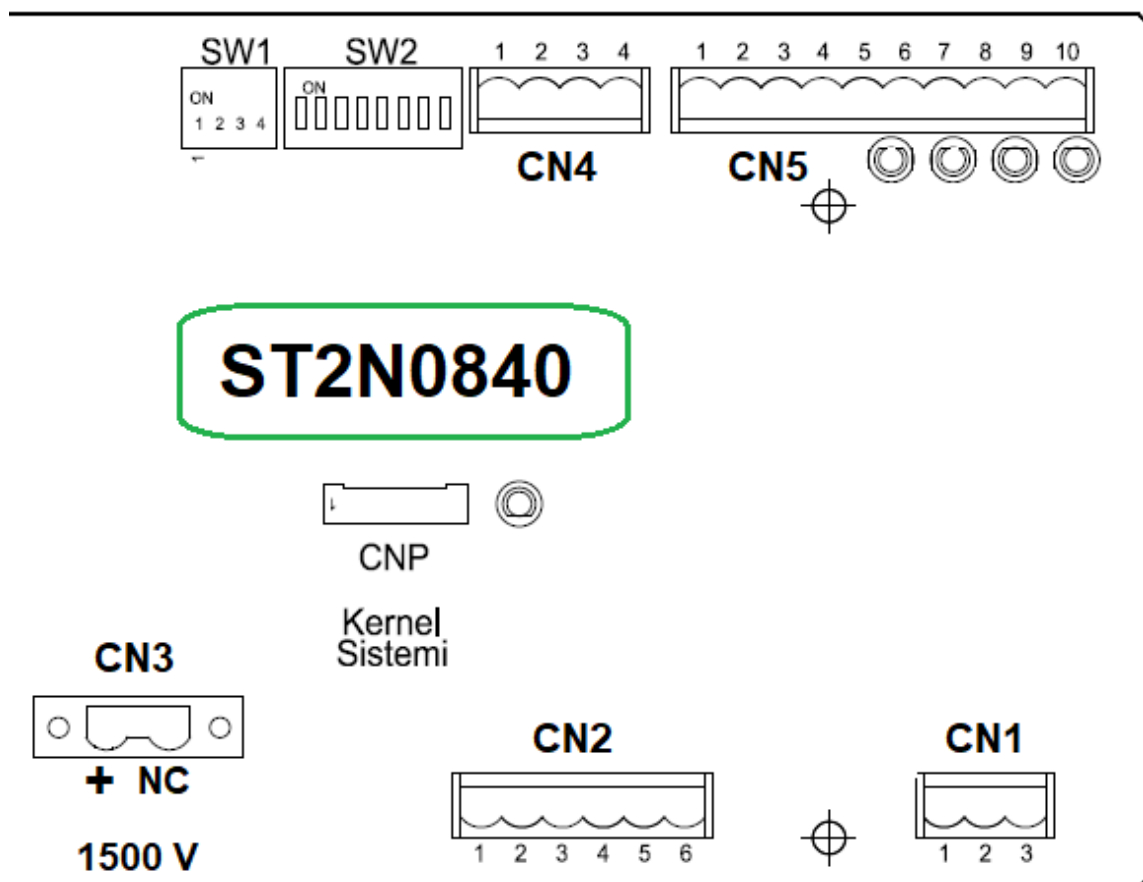 SW1 SW2 1 2 3 4 1 2 3 4 5 6 7 8 9 10
ON ON
1 2 3 4
CN4 CN5
ST2N0840
1
CNP
Kernel
Sistemi
CN3
+ NC
1500 V
CN2 CN1
1 2 3 4 5 6 1 2 3